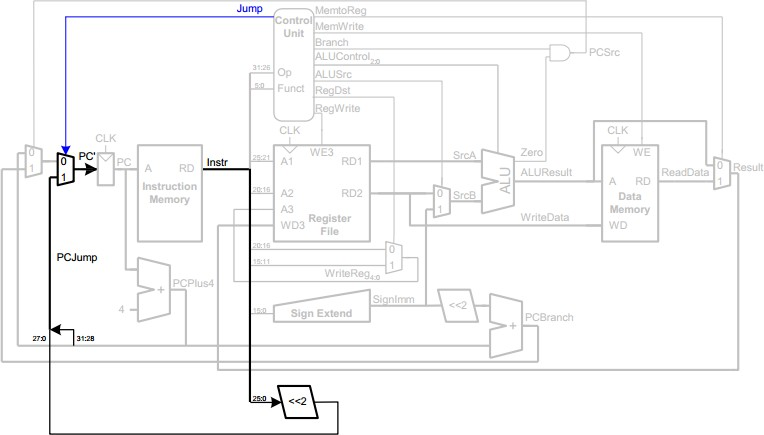 Jump
MemtoReg
Control
Unit
MemWrite
Branch
ALUControl2:0
PCSrc
31:26
Op
ALUSrc
5:0
Funct
RegDst
RegWrite
CLK
CLK
CLK
0
1
0
1
PC'
PC
A
RD
Instr
25:21
A1
WE3
RD1
SrcA
Zero
WE
0
1
Result
Instruction
Memory
20:16
A2
RD2
0
1
SrcB
ALU
ALUResult
A
RD
ReadData
Data
Memory
A3
Register
File
WD3
WriteData
WD
PCJump
20:16
0
15:11
1
WriteReg4:0
PCPlus4
+
4
15:0
Sign Extend
SignImm
<<2
+
PCBranch
27:0
31:28
25:0
<<2